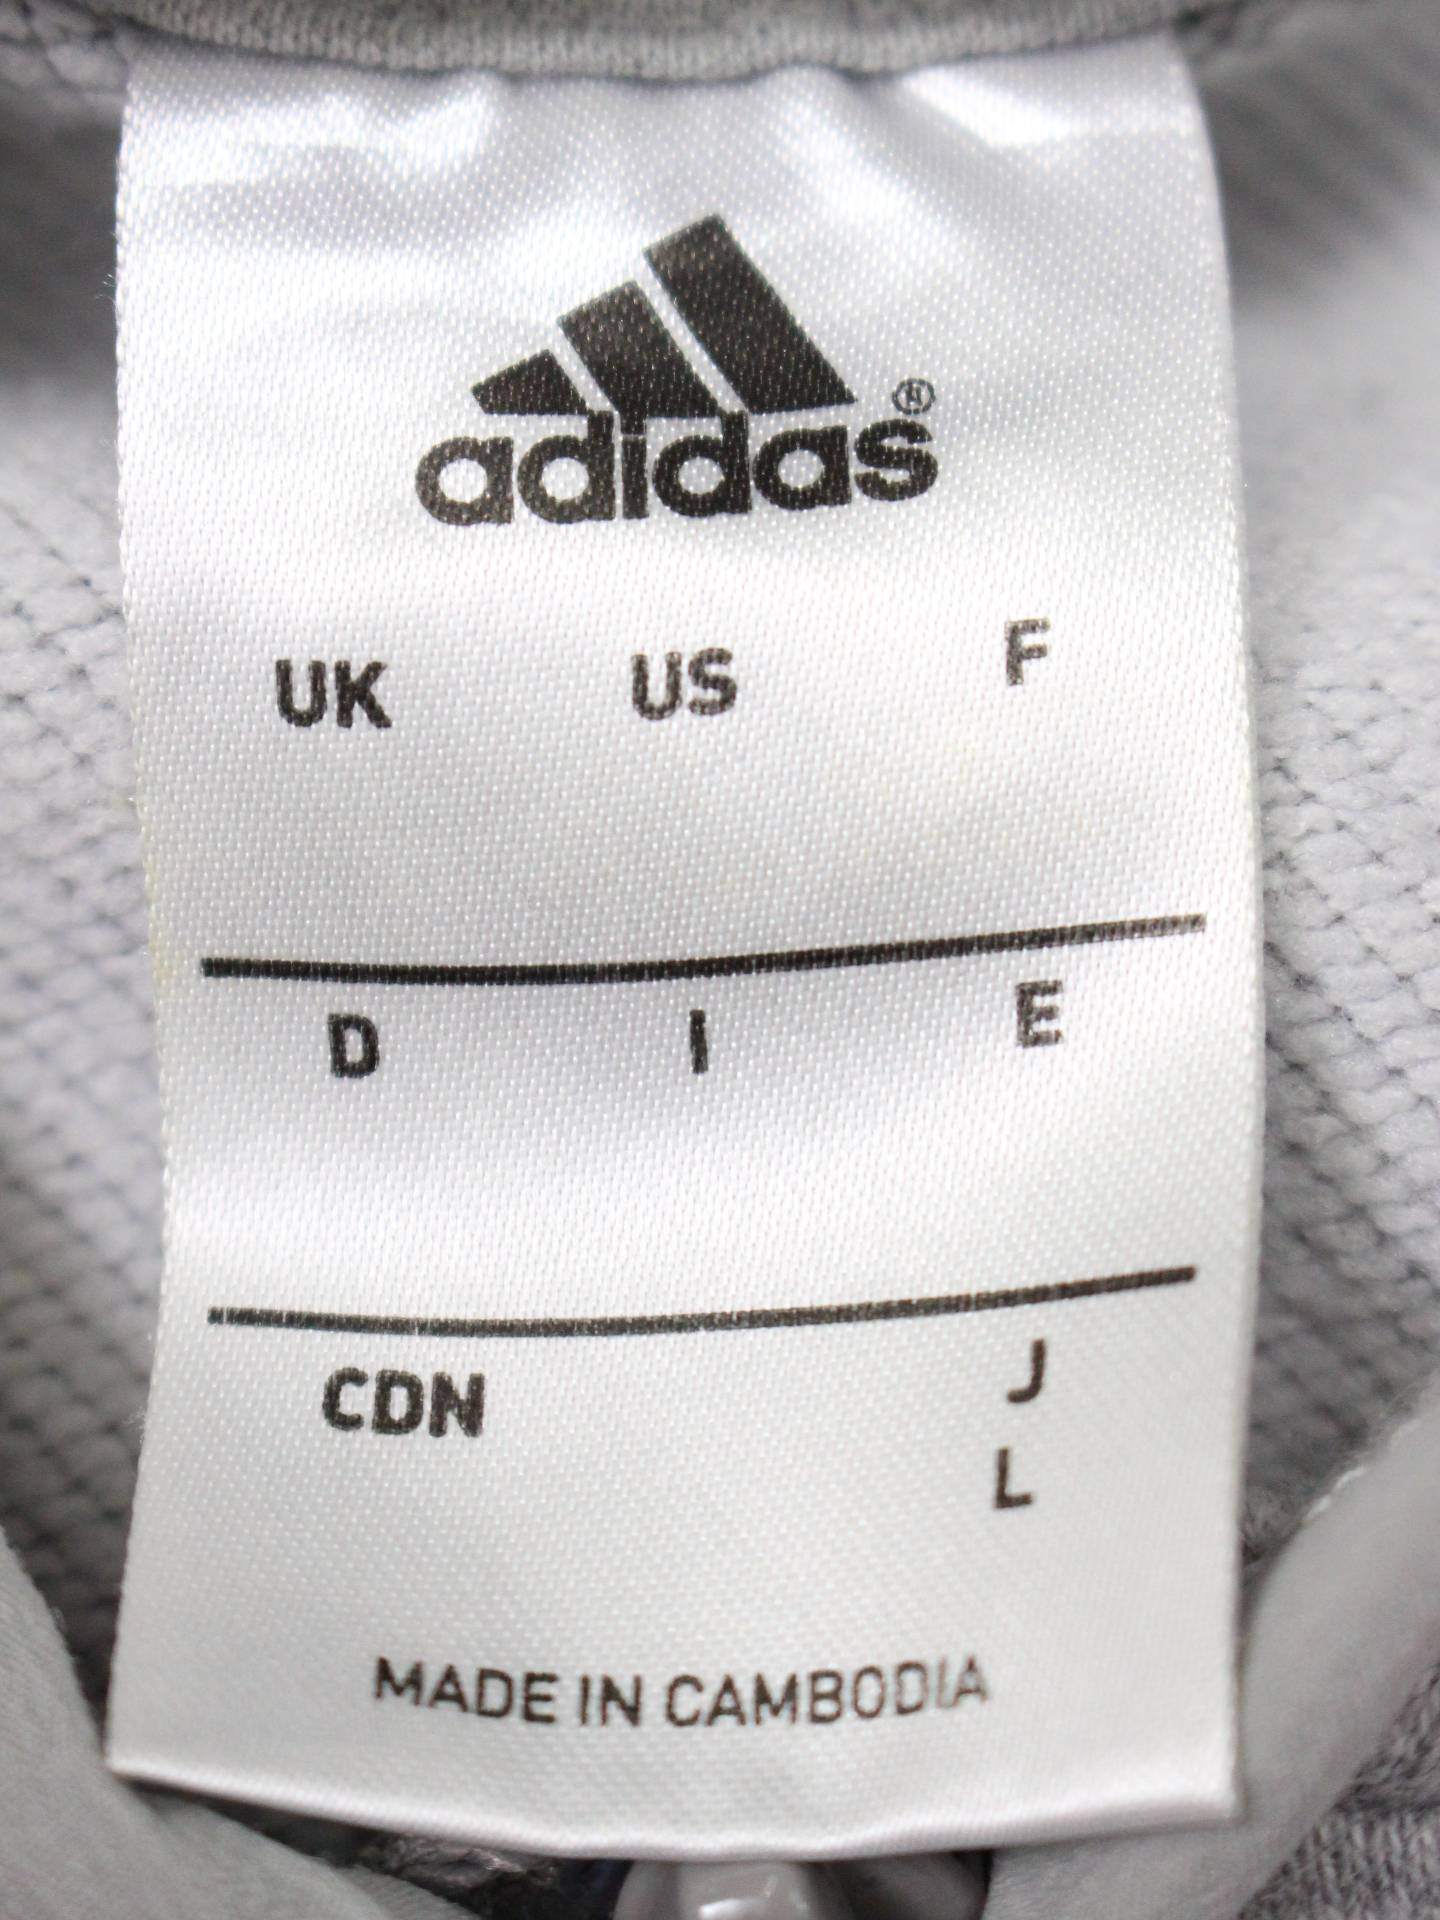 adidas®
UK US F
D I E
CDN J
L
MADE IN CAMBODIA